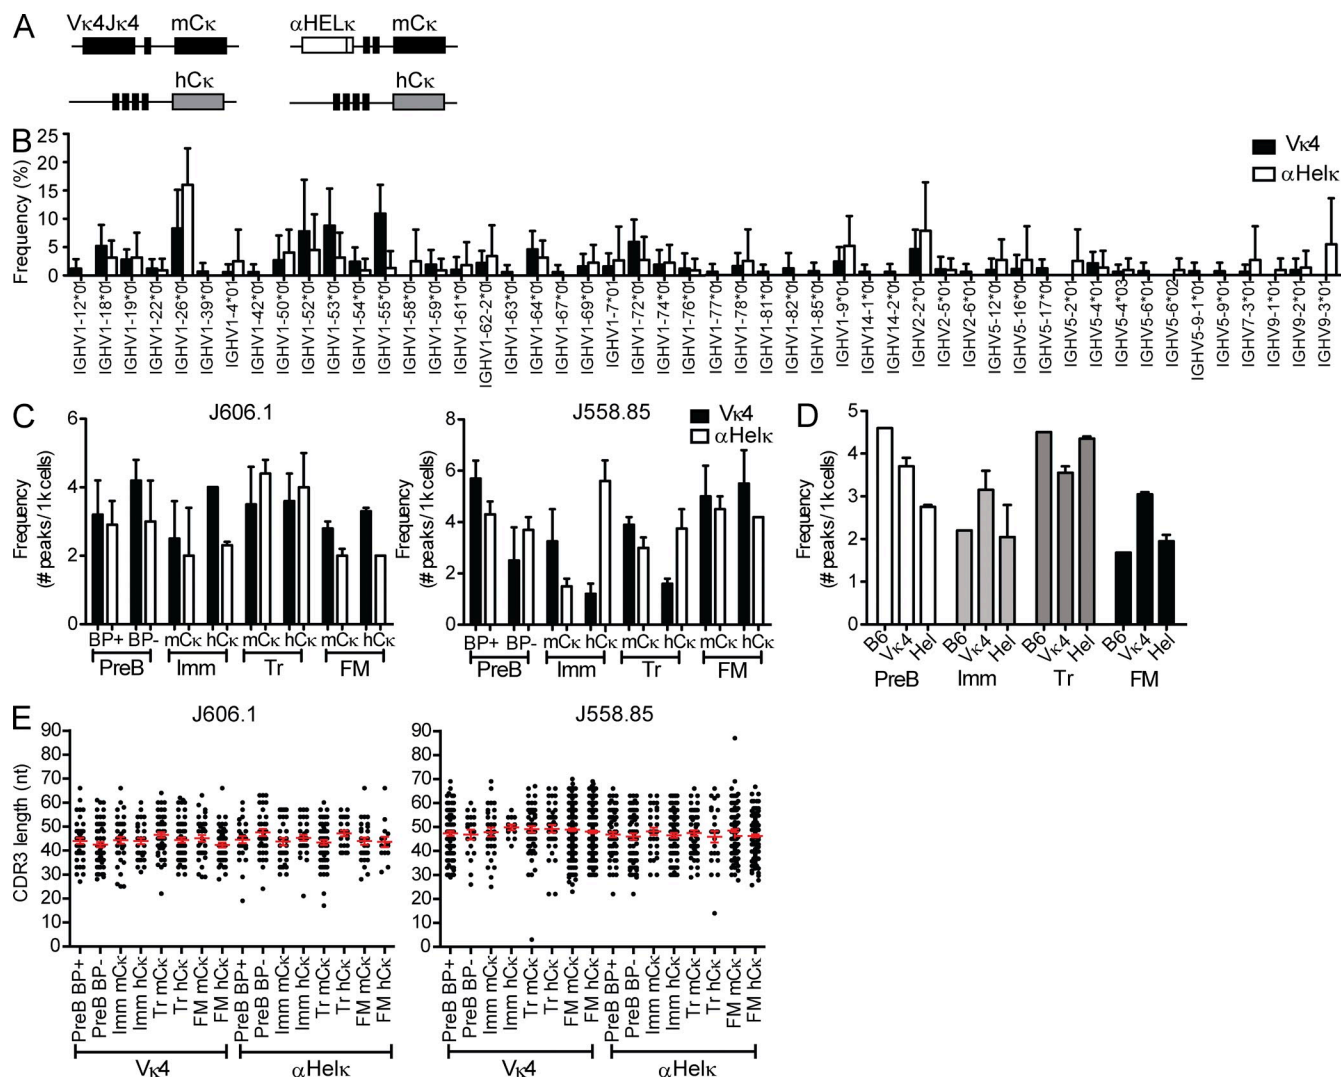 A
Vκ4Jκ4 mCκ αHELκ mCκ
hCκ hCκ
B
Frequency (%)
25
20
15
10
5
0
Vκ4
αHelκ
IGHV1-12*01
IGHV1-18*01
IGHV1-19*01
IGHV1-22*01
IGHV1-26*01
IGHV1-39*01
IGHV1-4*01
IGHV1-42*01
IGHV1-50*01
IGHV1-52*01
IGHV1-53*01
IGHV1-54*01
IGHV1-55*01
IGHV1-58*01
IGHV1-59*01
IGHV1-61*01
IGHV1-62-2*01
IGHV1-63*01
IGHV1-64*01
IGHV1-67*01
IGHV1-69*01
IGHV1-7*01
IGHV1-72*01
IGHV1-74*01
IGHV1-76*01
IGHV1-77*01
IGHV1-78*01
IGHV1-81*01
IGHV1-82*01
IGHV1-85*01
IGHV1-9*01
IGHV14-1*01
IGHV14-2*01
IGHV2-2*01
IGHV2-5*01
IGHV2-6*01
IGHV5-12*01
IGHV5-16*01
IGHV5-17*01
IGHV5-2*01
IGHV5-4*01
IGHV5-4*03
IGHV5-6*01
IGHV5-6*02
IGHV5-9-1*01
IGHV5-9*01
IGHV7-3*01
IGHV9-1*01
IGHV9-2*01
IGHV9-3*01
C
J606.1
Frequency
(# peaks/ 1k cells)
6
4
2
0
BP+ BP- mCκ hCκ mCκ hCκ mCκ hCκ
PreB Imm Tr FM
J558.85
Vκ4
αHelκ
Frequency
(# peaks/ 1k cells)
8
6
4
2
0
BP+ BP- mCκ hCκ mCκ hCκ mCκ hCκ
PreB Imm Tr FM
D
Frequency
(# peaks/ 1k cells)
5
4
3
2
1
0
B6 Vκ4 Hel B6 Vκ4 Hel B6 Vκ4 Hel B6 Vκ4 Hel
PreB Imm Tr FM
E
J606.1
CDR3 length (nt)
90
80
70
60
50
40
30
20
10
0
PreB BP+
PreB BP-
Imm mCκ
Imm hCκ
Tr mCκ
Tr hCκ
FM mCκ
FM hCκ
PreB BP+
PreB BP-
Imm mCκ
Imm hCκ
Tr mCκ
Tr hCκ
FM mCκ
FM hCκ
Vκ4 αHelκ
J558.85
90
80
70
60
50
40
30
20
10
0
PreB BP+
PreB BP-
Imm mCκ
Imm hCκ
Tr mCκ
Tr hCκ
FM mCκ
FM hCκ
PreB BP+
PreB BP-
Imm mCκ
Imm hCκ
Tr mCκ
Tr hCκ
FM mCκ
FM hCκ
Vκ4 αHelκ